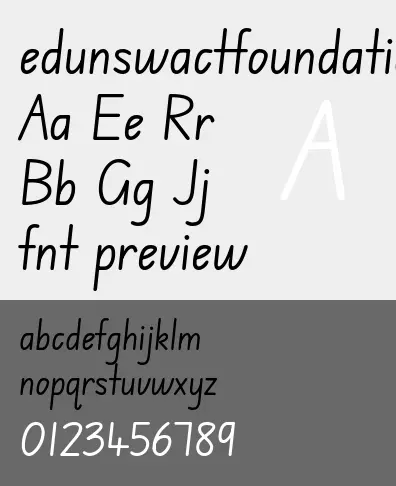 edunswactfoundati
Aa Ee Rr
A
Bb Gg Jj
fnt preview
abcdefghijklm
nopqrstuvwxyz
0123456789